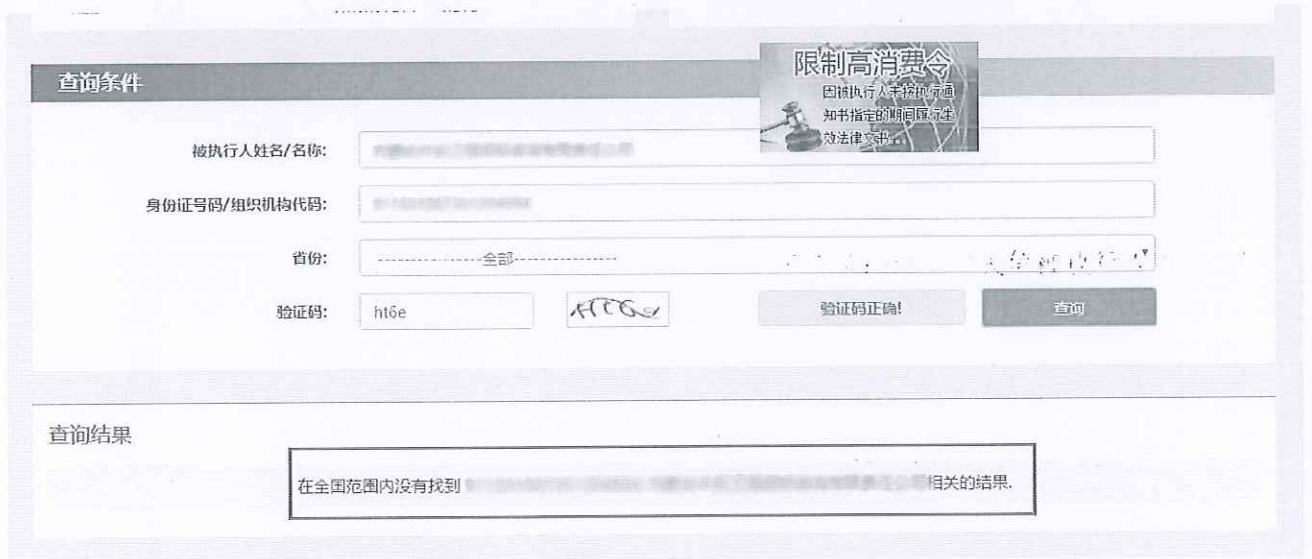 限制高消费令
查询条件
因被执行人未按执行通
知书指定的期间履行生
效法律文书...
被执行人姓名/名称:
身份证号码/组织机构代码:
省份: -----------------全部----------------
验证码: ht6e 验证码正确! 查询
查询结果
在全国范围内没有找到 相关的结果.